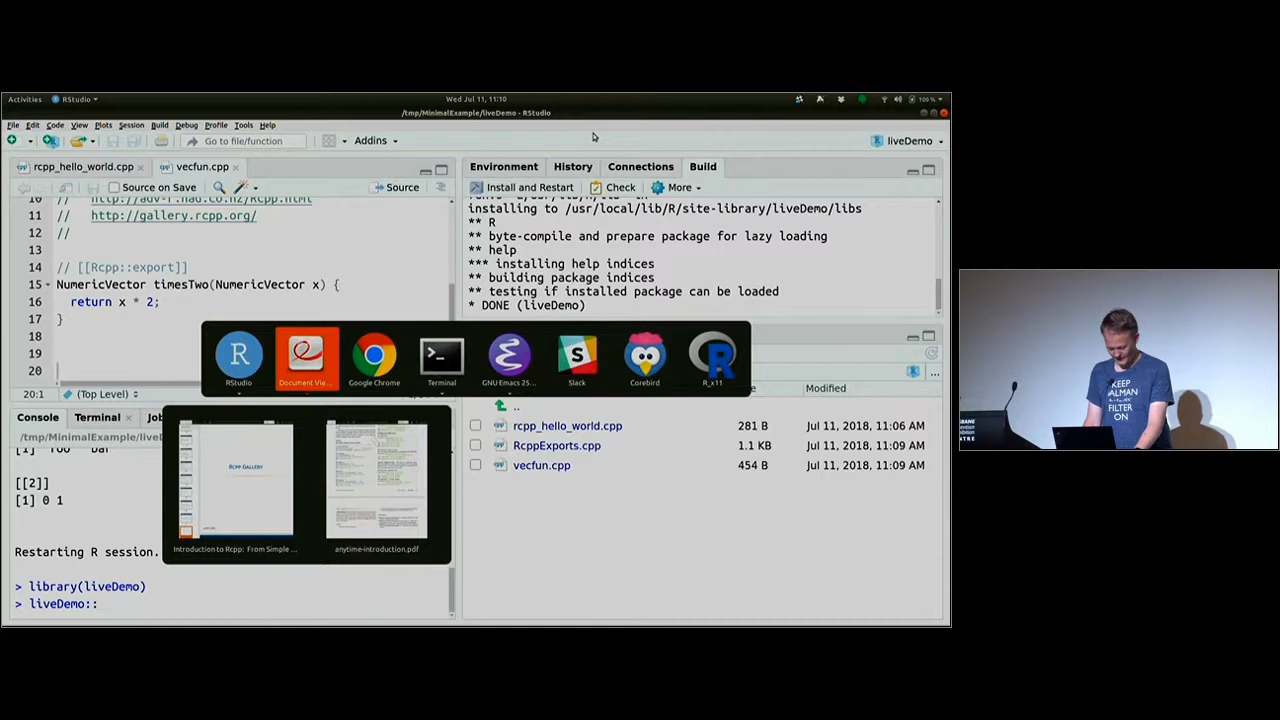 Activities RStudio Wed Jul 11, 11:10 100 %
/tmp/MinimalExample/liveDemo - RStudio
File Edit Code View Plots Session Build Debug Profile Tools Help
Go to file/function Addins liveDemo
rcpp_hello_world.cpp vecfun.cpp
Source on Save Source
10 //
11 // http://gallery.rcpp.org/
12 //
13
14 // [[Rcpp::export]]
15 NumericVector timesTwo(NumericVector x) {
16 return x * 2;
17 }
18
19
20
20:1 (Top Level)
Environment History Connections Build
Install and Restart Check More
installing to /usr/local/lib/R/site-library/liveDemo/libs
** R
** byte-compile and prepare package for lazy loading
** help
*** installing help indices
** building package indices
** testing if installed package can be loaded
* DONE (liveDemo)
RStudio Document Vie... Google Chrome Terminal GNU Emacs 25... Slack Corebird R_x11
Modified
..
rcpp_hello_world.cpp 281 B Jul 11, 2018, 11:06 AM
RcppExports.cpp 1.1 KB Jul 11, 2018, 11:09 AM
vecfun.cpp 454 B Jul 11, 2018, 11:09 AM
Console Terminal
/tmp/MinimalExample/live
[[2]]
[1] 0 1
Restarting R session.
> library(liveDemo)
> liveDemo::
Rcpp Gallery
Introduction to Rcpp: From Simple ... anytime-introduction.pdf
KEEP
KALMAN
FILTER
ON